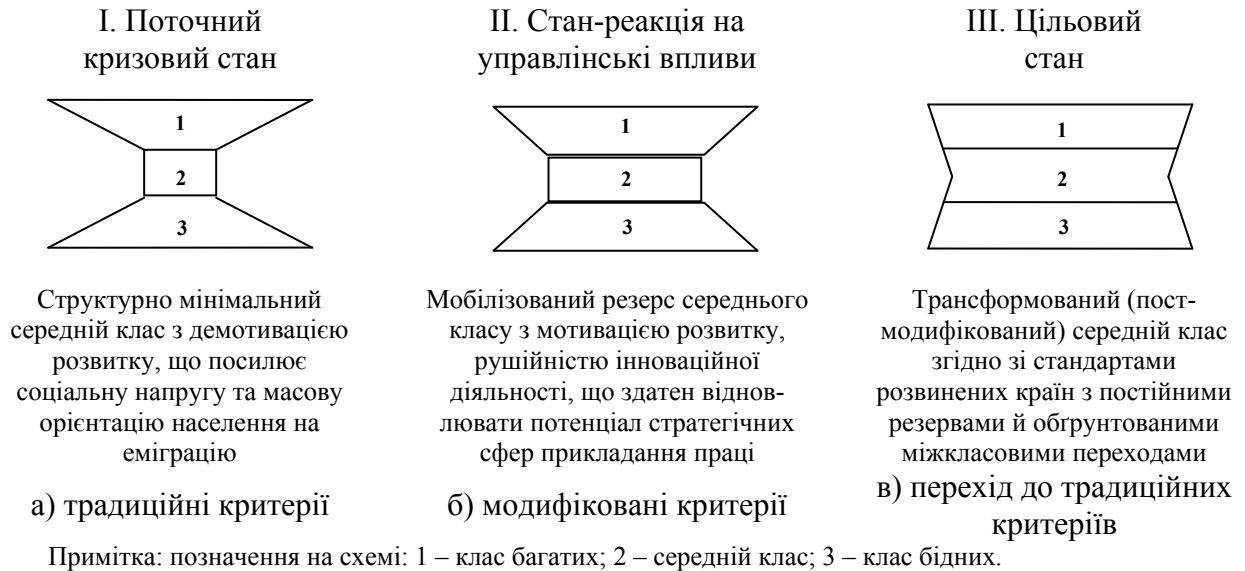 І. Поточний
кризовий стан
1
2
3
Структурно мінімальний
середній клас з демотивацією
розвитку, що посилює
соціальну напругу та масову
орієнтацію населення на
еміграцію
а) традиційні критерії
ІІ. Стан-реакція на
управлінські впливи
1
2
3
Мобілізований резерс середнього
класу з мотивацією розвитку,
рушійністю інноваційної
діяльності, що здатен віднов-
лювати потенціал стратегічних
сфер прикладання праці
б) модифіковані критерії
ІІІ. Цільовий
стан
1
2
3
Трансформований (пост-
модифікований) середній клас
згідно зі стандартами
розвинених країн з постійними
резервами й обґрунтованими
міжкласовими переходами
в) перехід до традиційних
критеріїв
Примітка: позначення на схемі: 1 – клас багатих; 2 – середній клас; 3 – клас бідних.